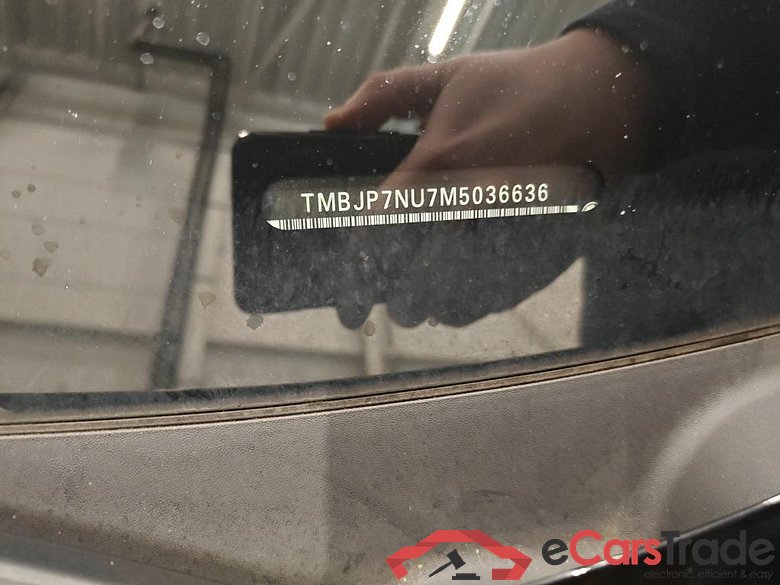 TMBJP7NU7M5036636
eCarsTrade
electronic, efficient & easy